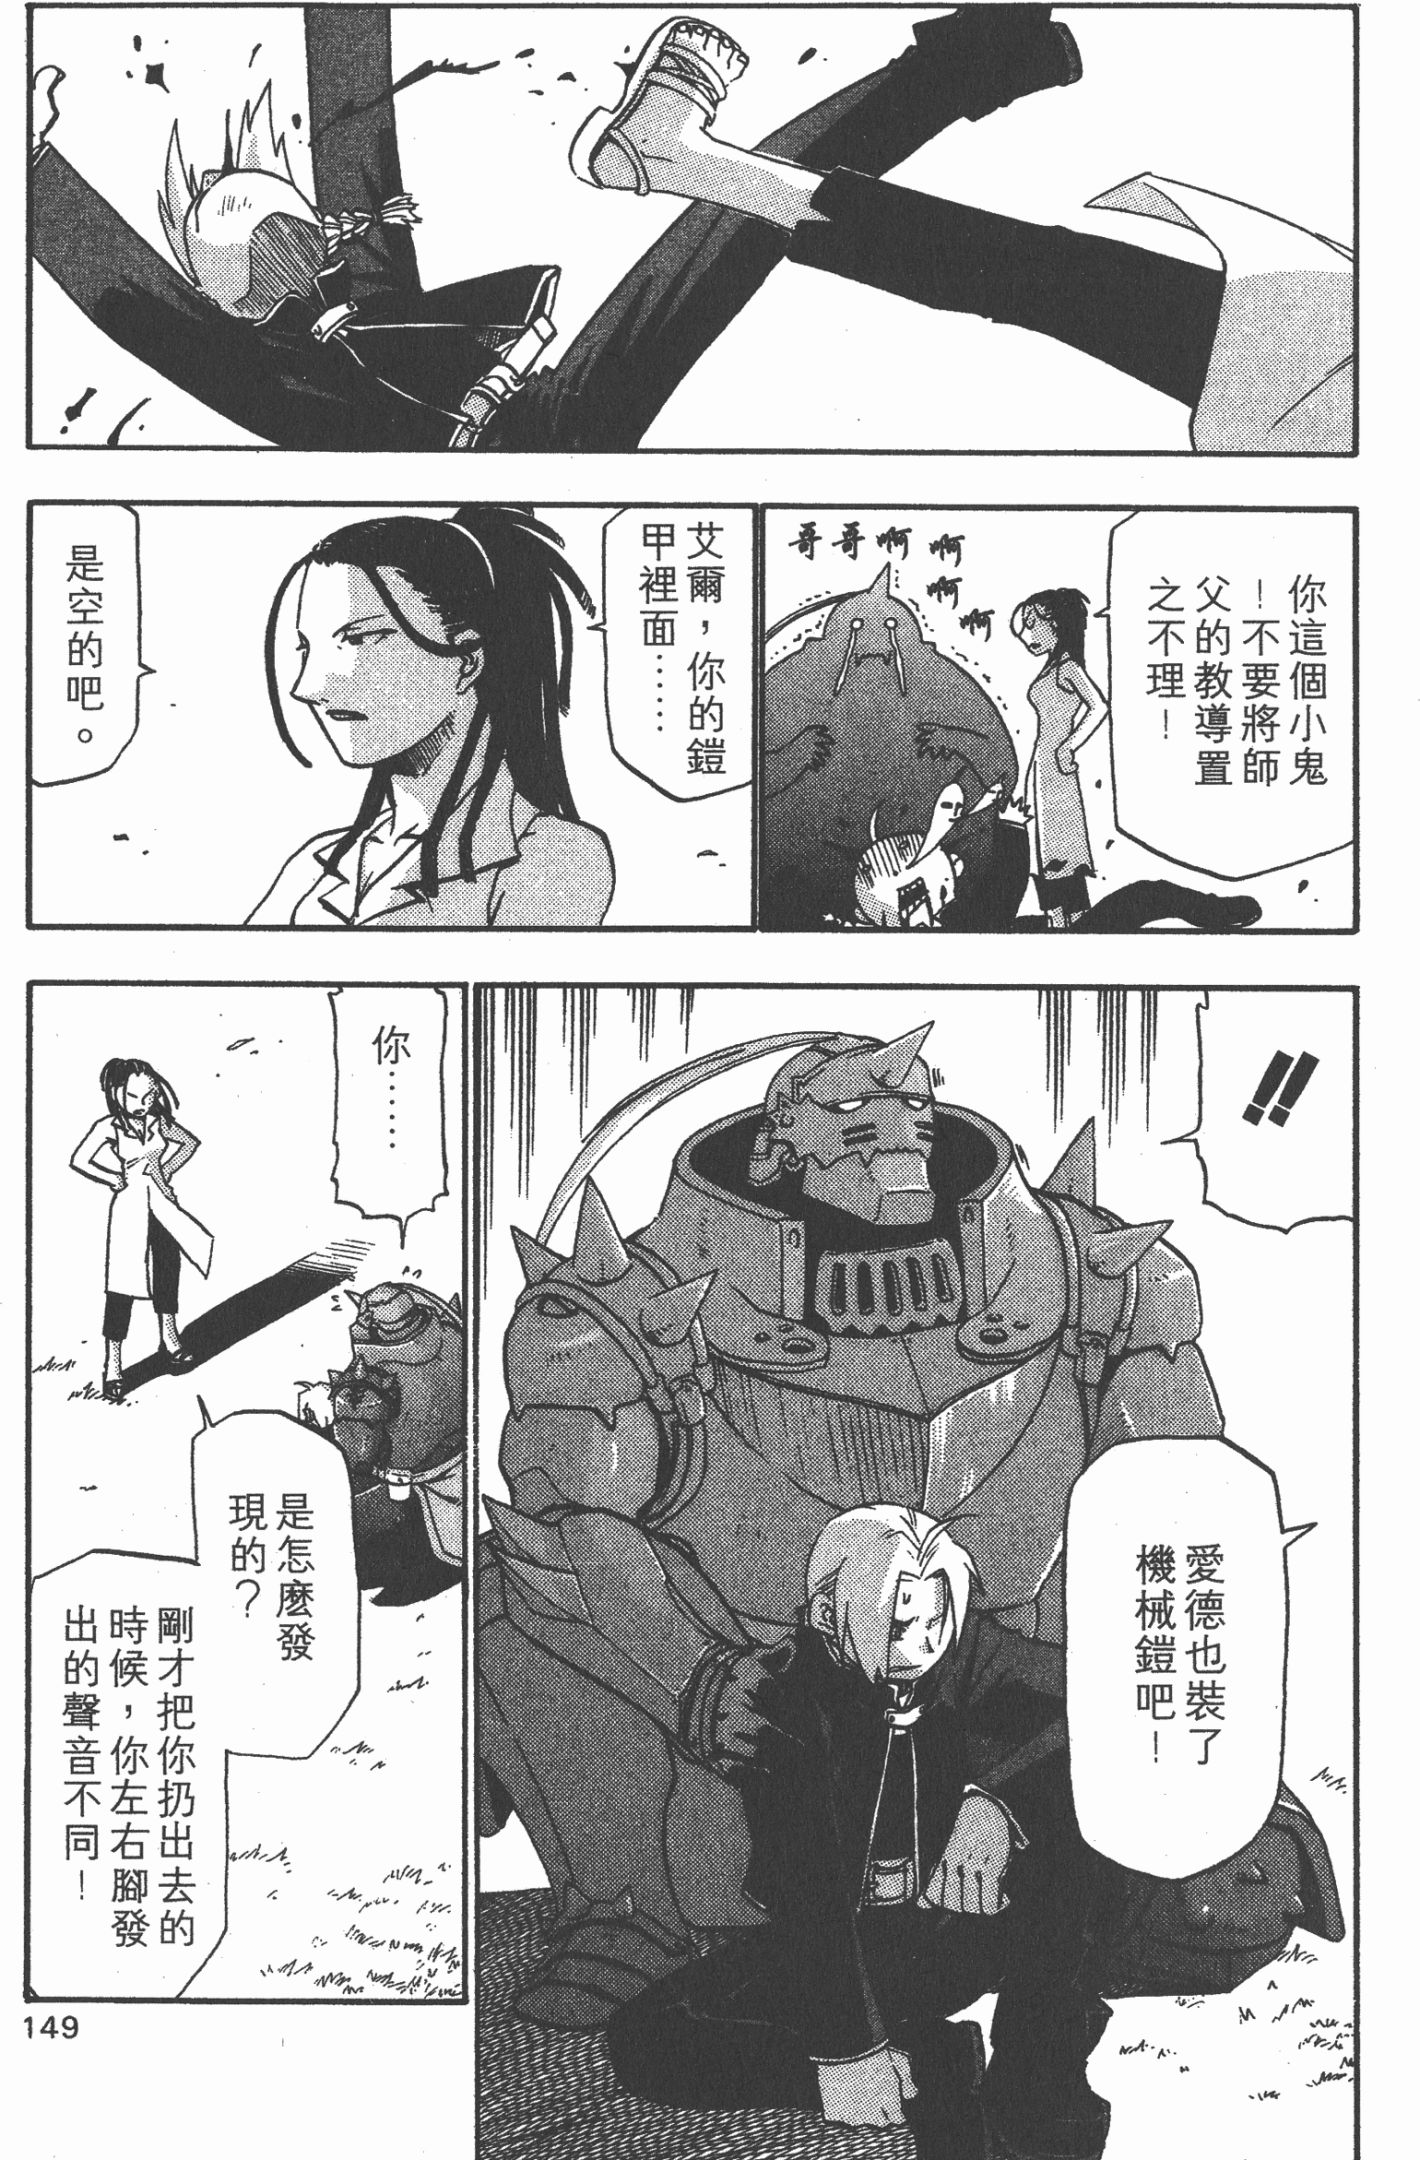 你這個小鬼
！不要將師
父的教導置
之不理！
哥哥啊啊啊啊
艾爾，你的鎧
甲裡面……
是空的吧。
!!
愛德也裝了
機械鎧吧！
你……
是怎麼發
現的？
剛才把你扔出去的
時候，你左右腳發
出的聲音不同！
149